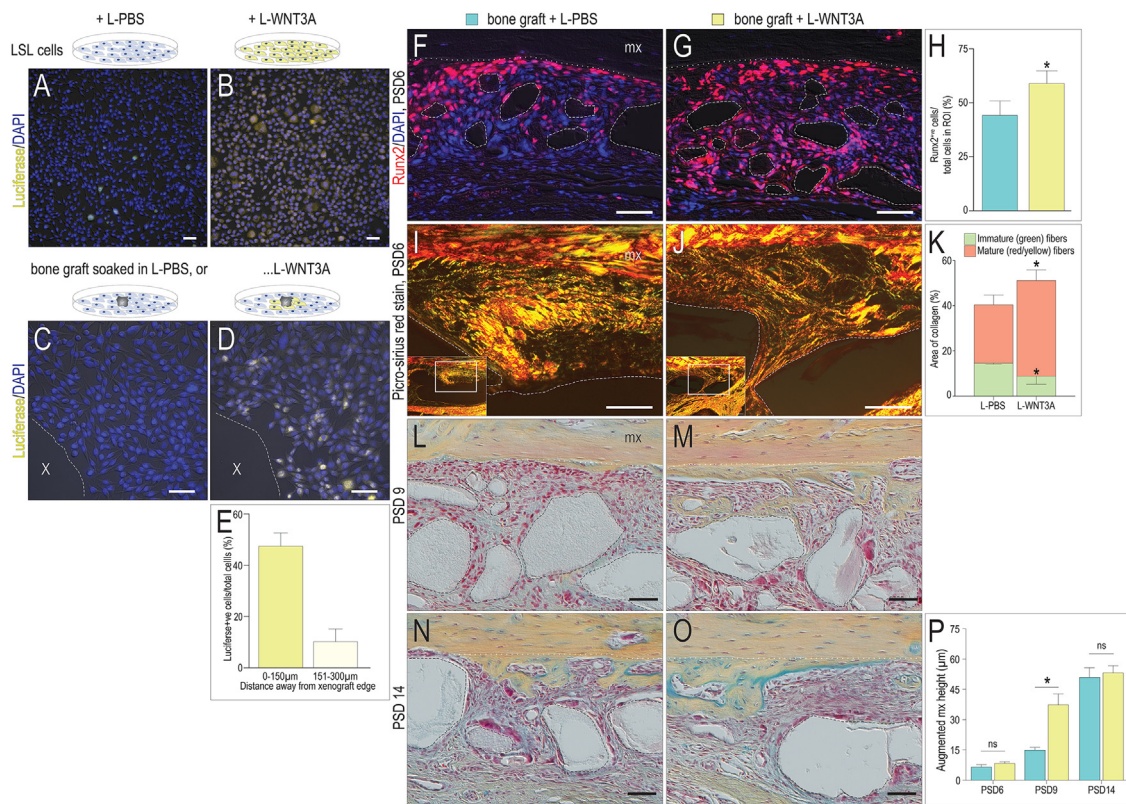 + L-PBS
+ L-WNT3A
LSL cells
A
B
Luciferase/DAPI
bone graft soaked in L-PBS, or
...L-WNT3A
C
D
X
X
Luciferase/DAPI
E
Luciferse+ve cells/total cellls (%)
60
40
20
0
0-150µm
151-300µm
Distance away from xenograft edge
bone graft + L-PBS
bone graft + L-WNT3A
F
mx
G
Runx2/DAPI, PSD6
H
Runx2+ve cells/
total cells in ROI (%)
75
50
25
0
*
I
mx
J
Picro-sirius red stain, PSD6
K
Immature (green) fibers
Mature (red/yellow) fibers
Area of collagen (%)
60
40
20
0
*
*
L-PBS
L-WNT3A
L
mx
M
PSD 9
N
O
PSD 14
P
Augmented mx height (µm)
75
60
45
30
15
0
ns
*
ns
PSD6
PSD9
PSD14